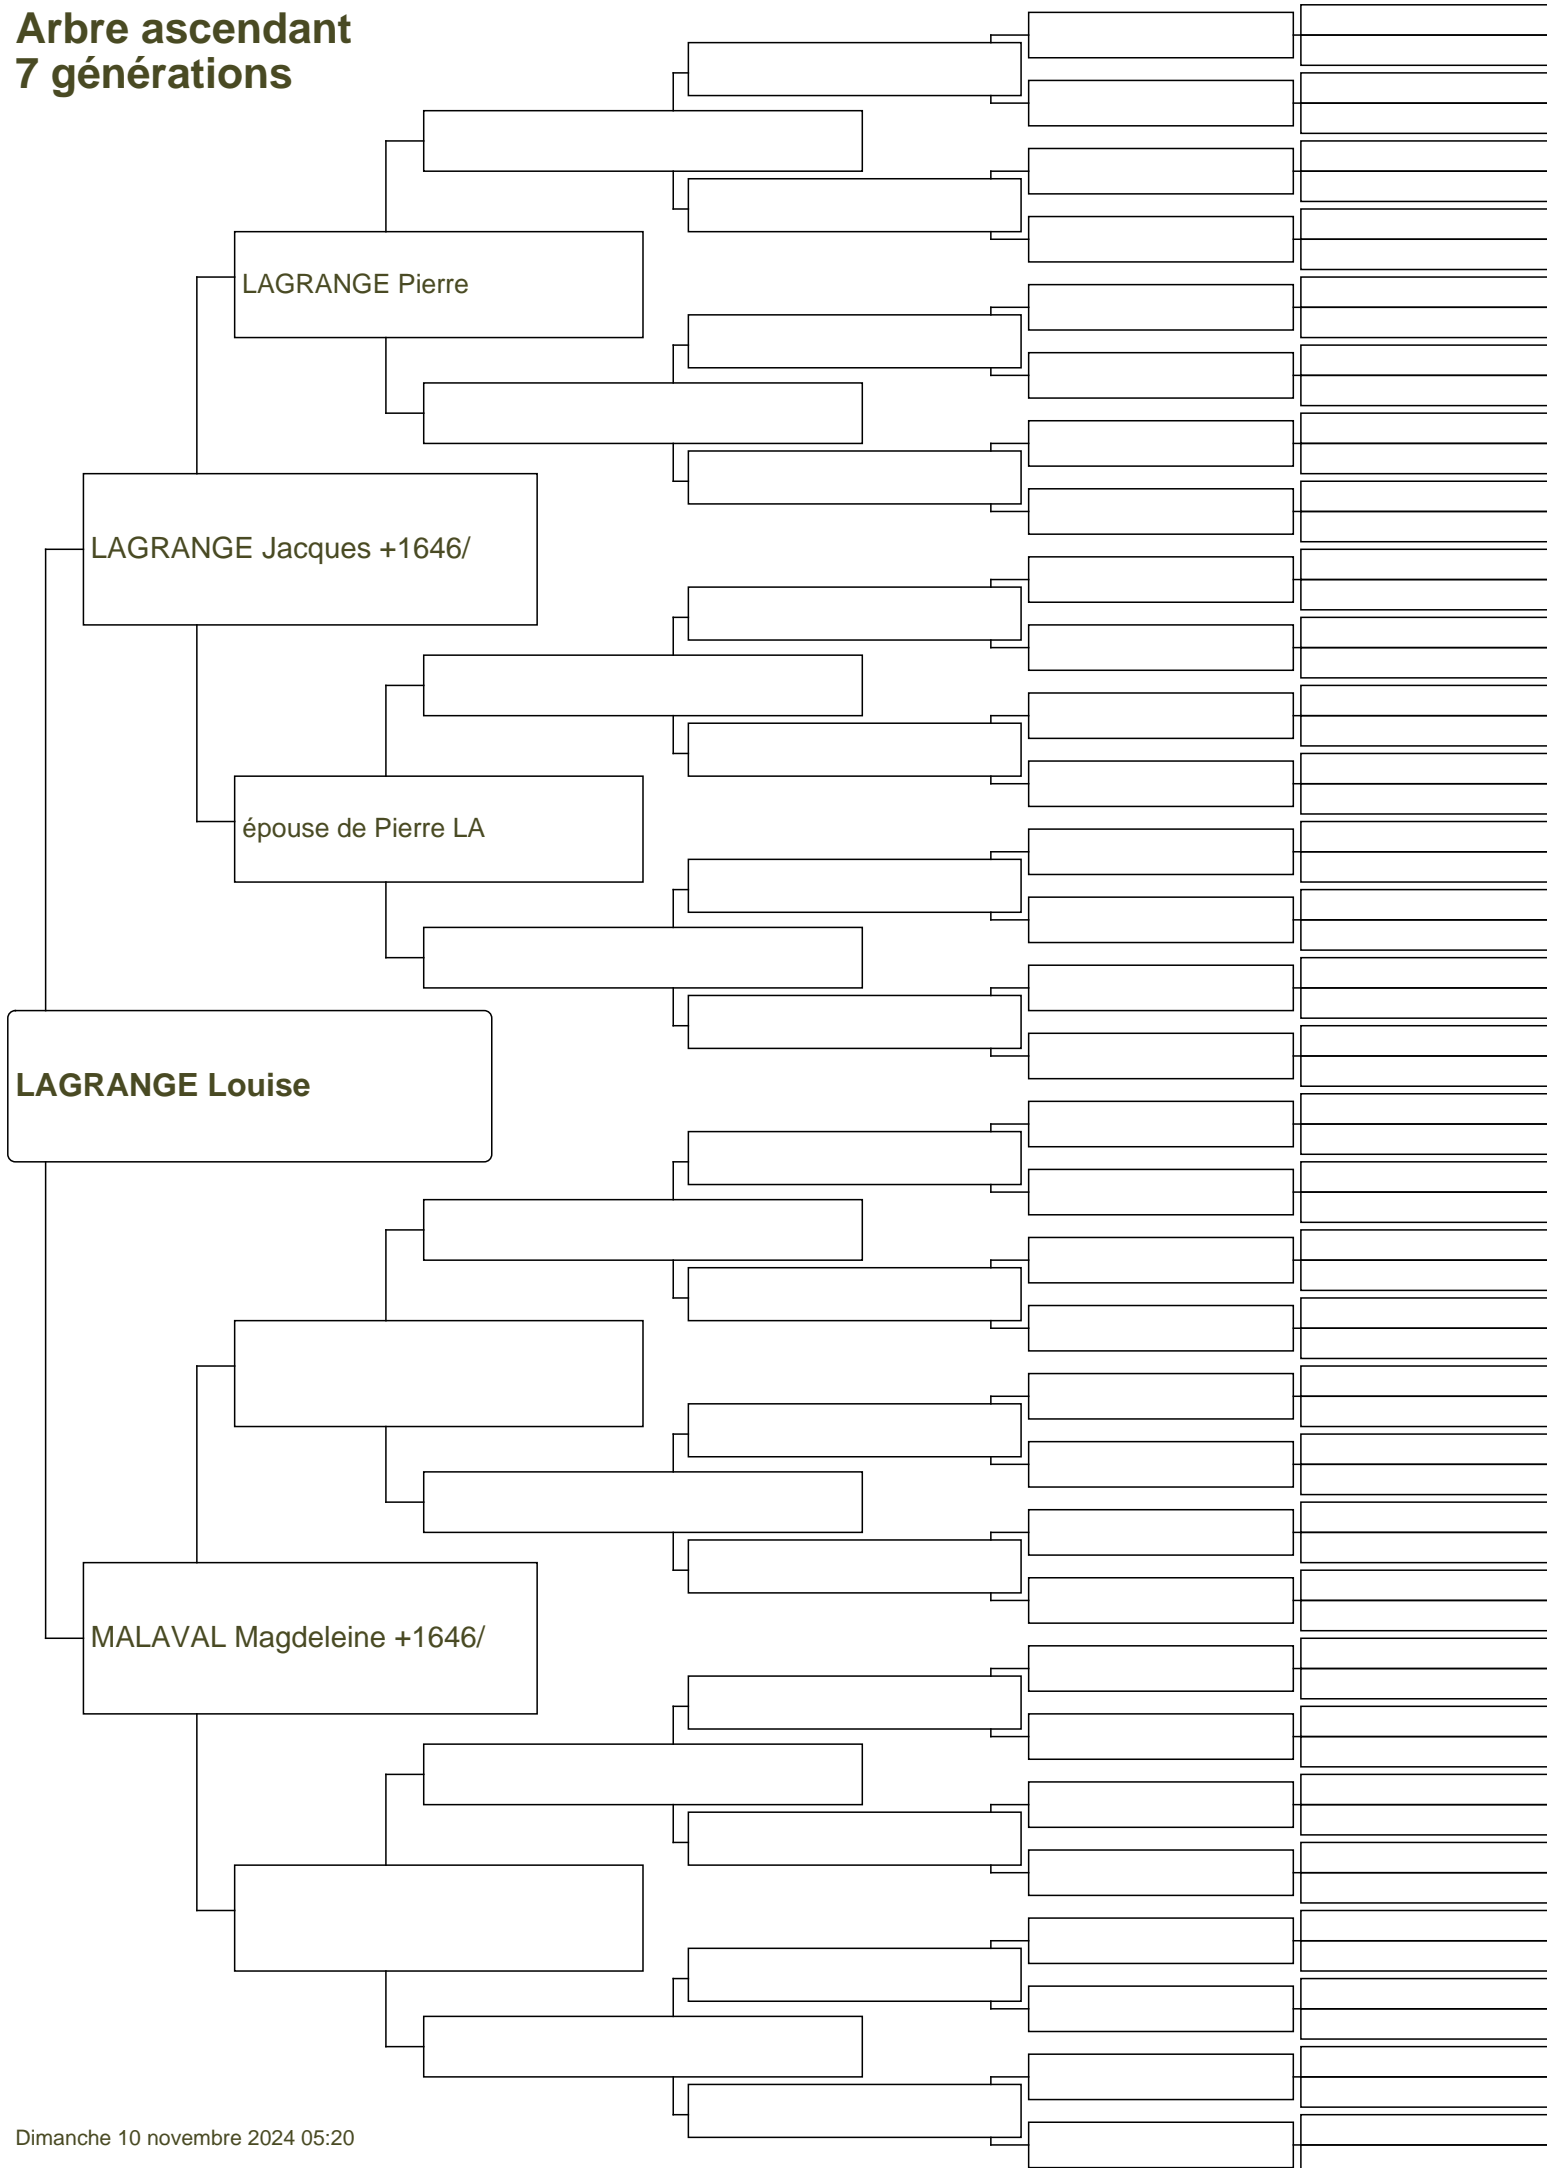 Arbre ascendant
7 générations
LAGRANGE Pierre
LAGRANGE Jacques +1646/
épouse de Pierre LA
LAGRANGE Louise
MALAVAL Magdeleine +1646/
Dimanche 10 novembre 2024 05:20